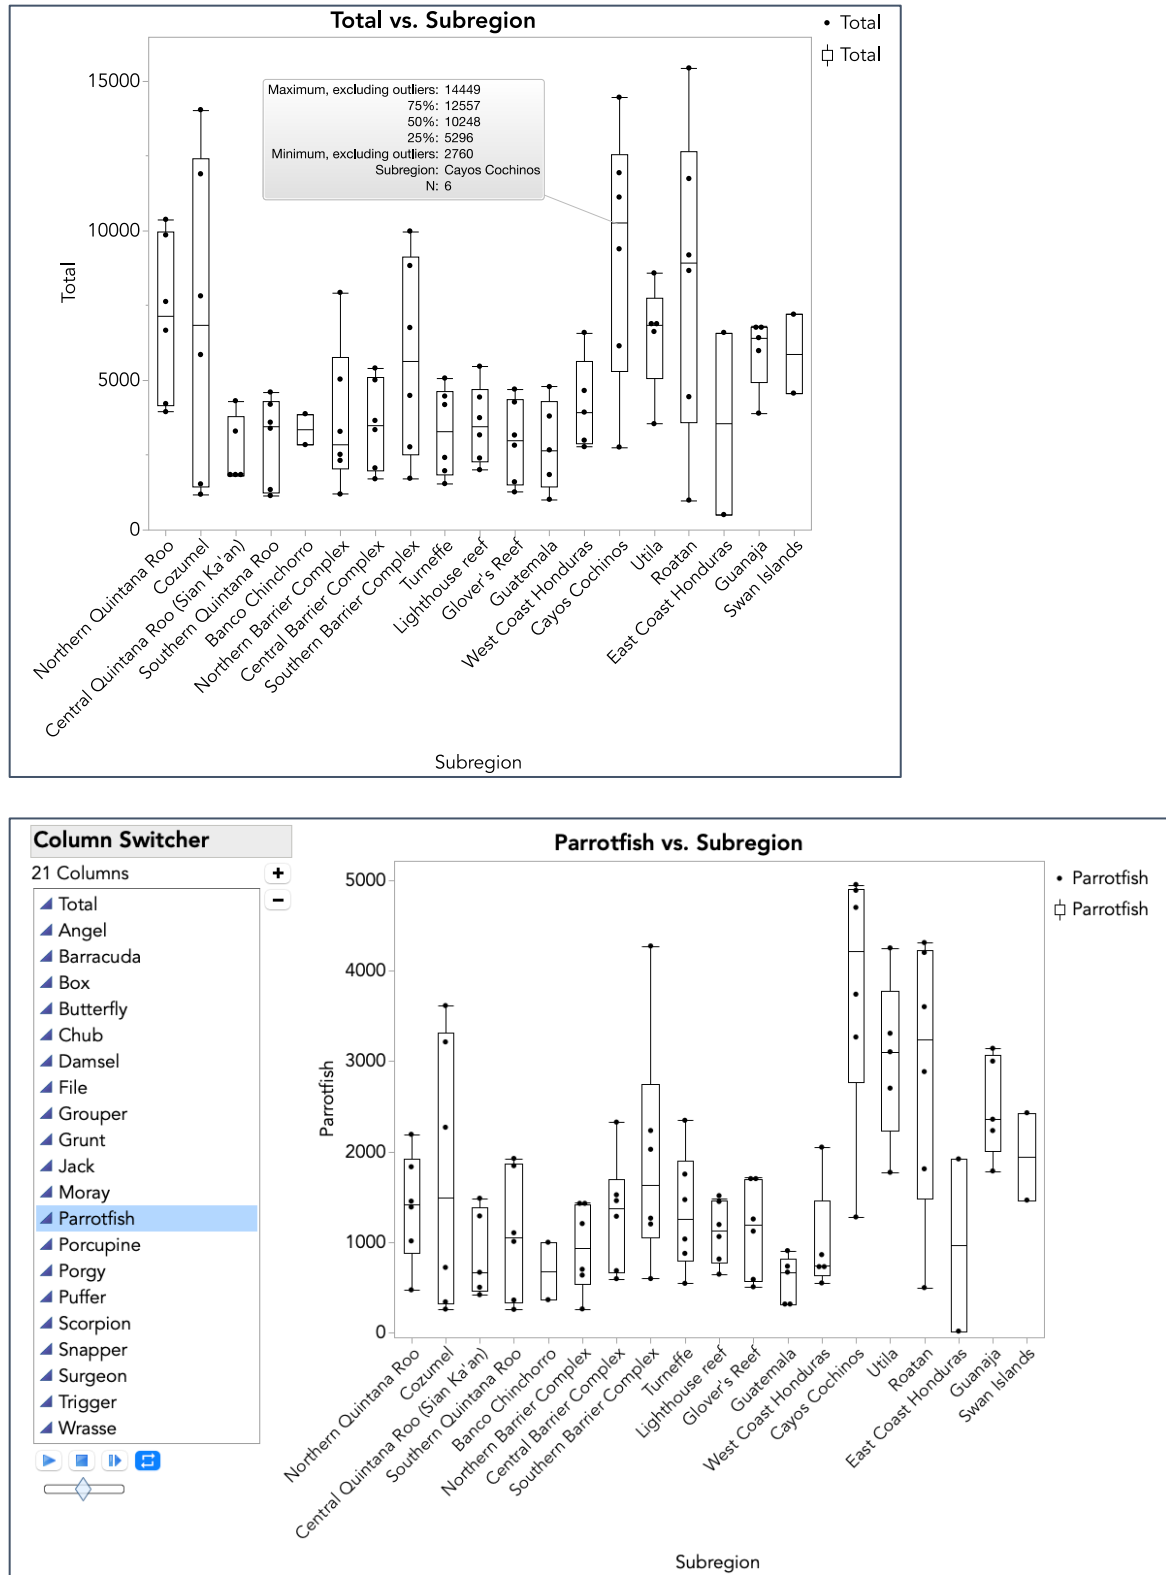 Total vs. Subregion
Total
Total
15000
10000
5000
0
Total
Maximum, excluding outliers: 14449
75%: 12557
50%: 10248
25%: 5296
Minimum, excluding outliers: 2760
Subregion: Cayos Cochinos
N: 6
Northern Quintana Roo
Cozumel
Central Quintana Roo (Sian Ka'an)
Southern Quintana Roo
Banco Chinchorro
Northern Barrier Complex
Central Barrier Complex
Southern Barrier Complex
Turneffe
Lighthouse reef
Glover's Reef
Guatemala
West Coast Honduras
Cayos Cochinos
Utila
Roatan
East Coast Honduras
Guanaja
Swan Islands
Subregion
Column Switcher
21 Columns
Total
Angel
Barracuda
Box
Butterfly
Chub
Damsel
File
Grouper
Grunt
Jack
Moray
Parrotfish
Porcupine
Porgy
Puffer
Scorpion
Snapper
Surgeon
Trigger
Wrasse
Parrotfish vs. Subregion
Parrotfish
Parrotfish
5000
4000
3000
2000
1000
0
Parrotfish
Northern Quintana Roo
Cozumel
Central Quintana Roo (Sian Ka'an)
Southern Quintana Roo
Banco Chinchorro
Northern Barrier Complex
Central Barrier Complex
Southern Barrier Complex
Turneffe
Lighthouse reef
Glover's Reef
Guatemala
West Coast Honduras
Cayos Cochinos
Utila
Roatan
East Coast Honduras
Guanaja
Swan Islands
Subregion